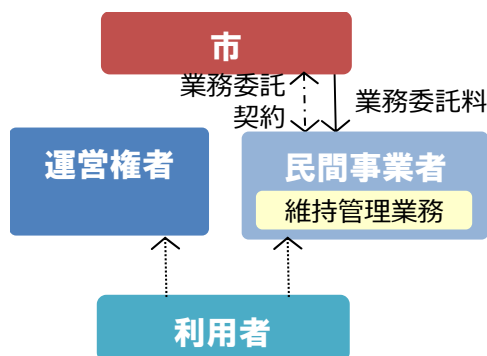 市
業務委託
契約
業務委託料
運営権者
民間事業者
維持管理業務
利用者